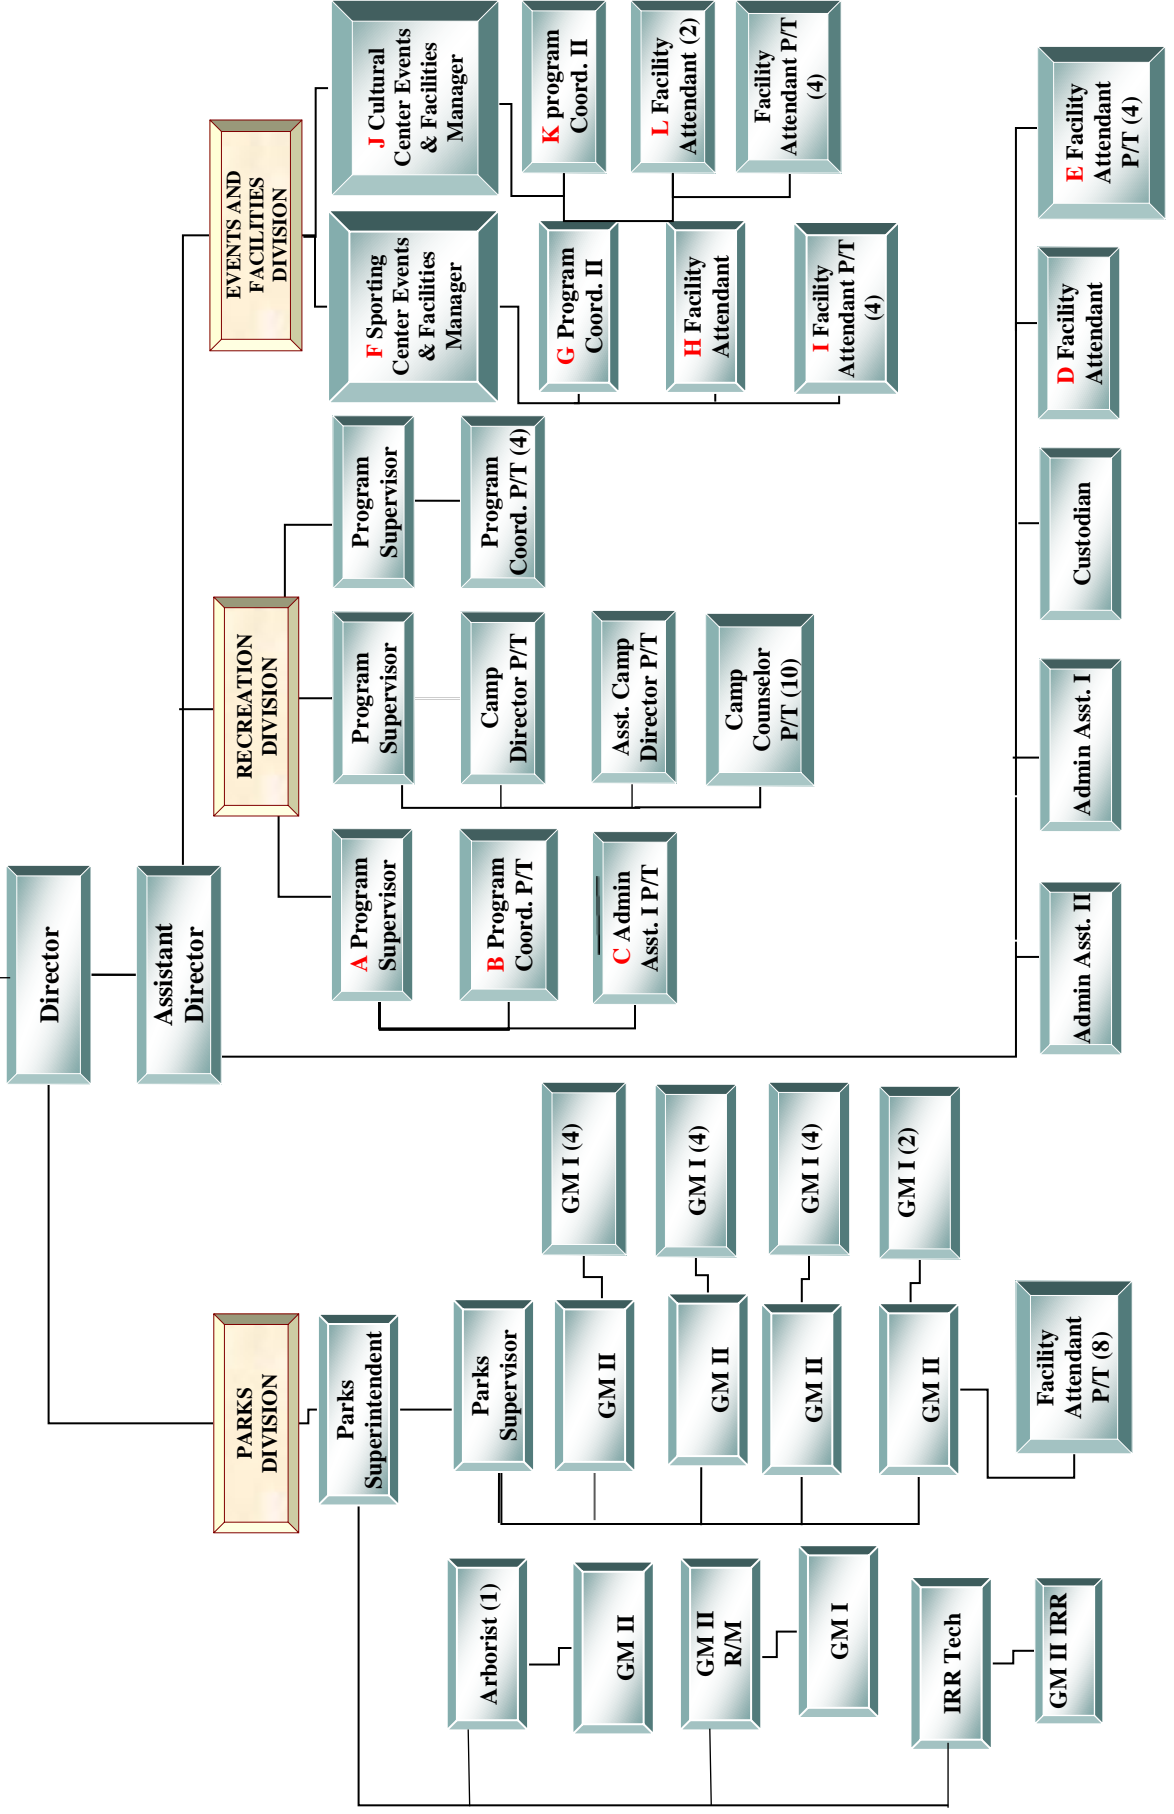 Director
Assistant
Director
PARKS
DIVISION
RECREATION
DIVISION
EVENTS AND
FACILITIES
DIVISION
Parks
Superintendent
Parks
Supervisor
GM II
GM I (4)
GM II
GM I (4)
GM II
GM I (4)
GM II
GM I (2)
Facility
Attendant
P/T (8)
Arborist (1)
GM II
GM II
R/M
GM I
IRR Tech
GM II IRR
A Program
Supervisor
B Program
Coord. P/T
C Admin
Asst. I P/T
Program
Supervisor
Camp
Director P/T
Asst. Camp
Director P/T
Camp
Counselor
P/T (10)
Program
Supervisor
Program
Coord. P/T (4)
F Sporting
Center Events
& Facilities
Manager
G Program
Coord. II
H Facility
Attendant
I Facility
Attendant P/T
(4)
J Cultural
Center Events
& Facilities
Manager
K program
Coord. II
L Facility
Attendant (2)
Facility
Attendant P/T
(4)
Admin Asst. II
Admin Asst. I
Custodian
D Facility
Attendant
E Facility
Attendant
P/T (4)